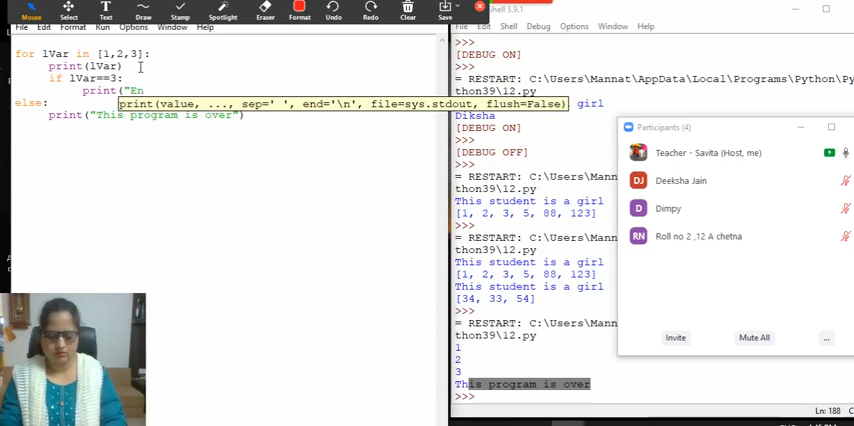 Mouse Select Text Draw Stamp Spotlight Eraser Format Undo Redo Clear Save
Shell 3.9.1
File Edit Format Run Options Window Help
for lVar in [1,2,3]:
print(lVar)
if lVar==3:
print("En
print(value, ..., sep=' ', end='\n', file=sys.stdout, flush=False)
else:
print("This program is over")
Edit Shell Debug Options Window Help
>>>
[DEBUG ON]
>>>
= RESTART: C:\Users\Mannat\AppData\Local\Programs\Python\Py
thon39\12.py
girl
Diksha
[DEBUG ON]
>>>
[DEBUG OFF]
>>>
= RESTART: C:\Users\Mann
thon39\12.py
This student is a girl
[1, 2, 3, 5, 88, 123]
>>>
= RESTART: C:\Users\Mann
thon39\12.py
This student is a girl
[1, 2, 3, 5, 88, 123]
This student is a girl
[34, 33, 54]
>>>
= RESTART: C:\Users\Mann
thon39\12.py
1
2
3
This program is over
>>>
Ln: 188
Participants (4)
Teacher - Savita (Host, me)
DJ Deeksha Jain
D Dimpy
RN Roll no 2 ,12 A chetna
Invite Mute All ...